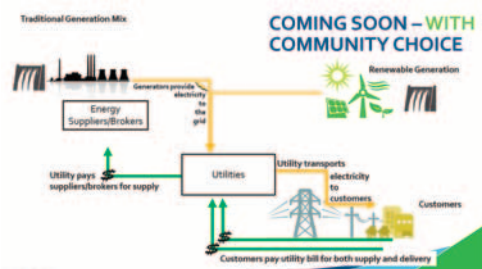 Traditional Generation Mix
COMING SOON – WITH
COMMUNITY CHOICE
Renewable Generation
Generators provide
electricity
to
the
grid
Energy
Suppliers/Brokers
Utility pays
suppliers/brokers for supply
$
Utilities
Utility transports
electricity
to
customers
Customers
$
$
Customers pay utility bill for both supply and delivery